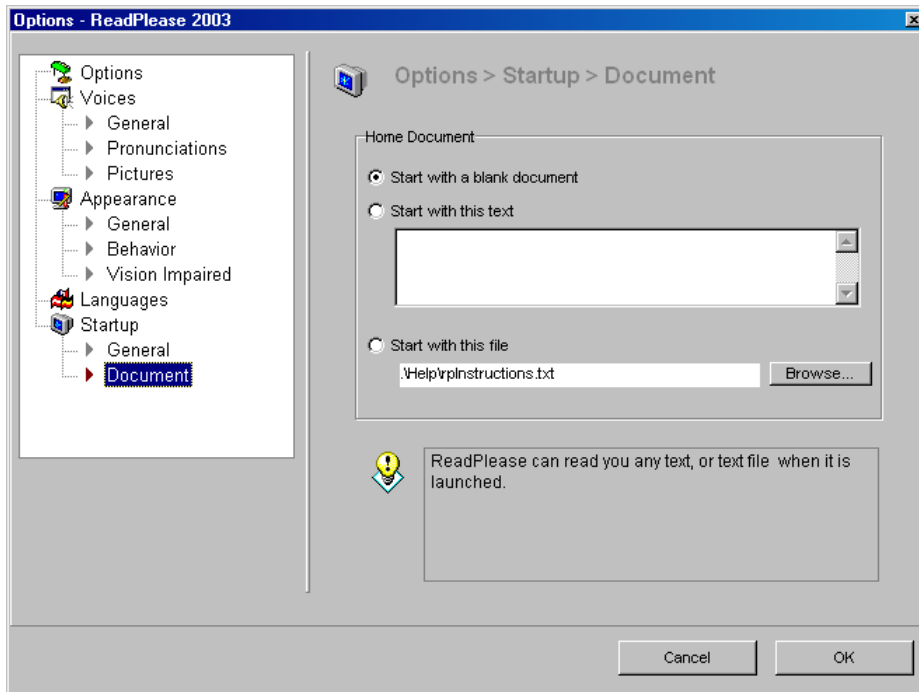 Options - ReadPlease 2003
Options
Voices
General
Pronunciations
Pictures
Appearance
General
Behavior
Vision Impaired
Languages
Startup
General
Document
Options > Startup > Document
Home Document
Start with a blank document
Start with this text
Start with this file
.\Help\rpInstructions.txt
Browse...
ReadPlease can read you any text, or text file when it is
launched.
Cancel
OK